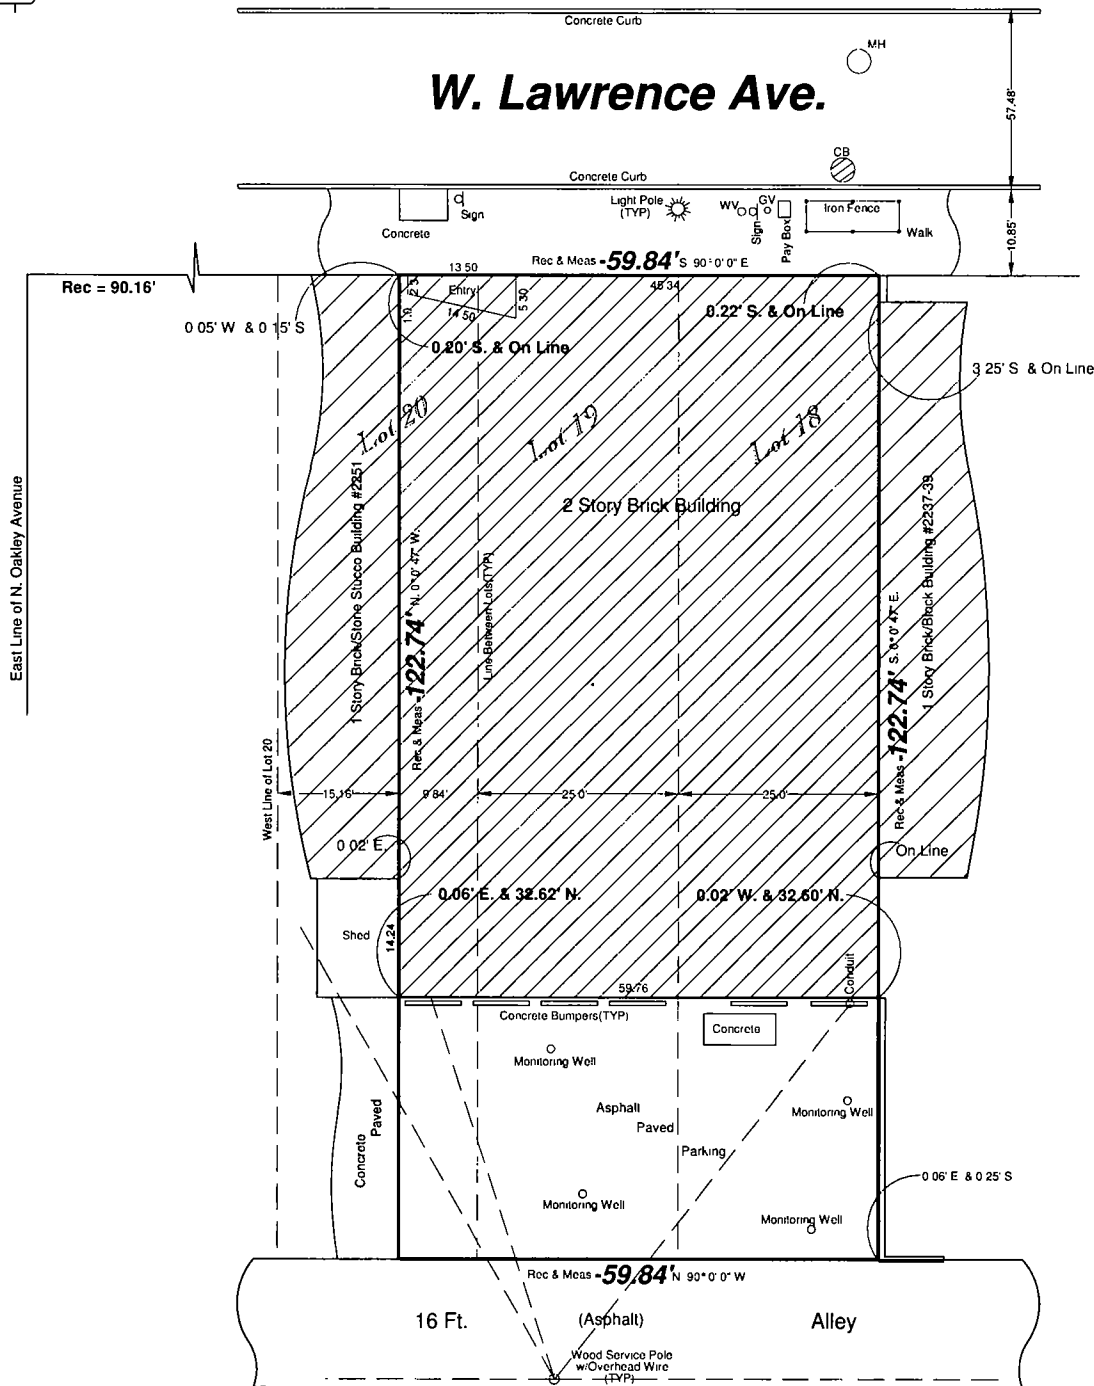 Concrete Curb
MH
W. Lawrence Ave.
57.48'
CB
Concrete Curb
Sign
Light Pole
(TYP)
WV
GV
Sign
Pay Box
Iron Fence
Concrete
Walk
10.85'
Rec = 90.16'
13 50
Rec & Meas -59.84' S 90° 0' 0" E
45 34
Entry
14 50
5 30
1.9
0 05' W & 0 15' S
0.20' S. & On Line
0.22' S. & On Line
3 25' S & On Line
Lot 20
Lot 19
Lot 18
2 Story Brick Building
East Line of N. Oakley Avenue
1 Story Brick/Stone Stucco Building #2251
Rec & Meas -122.74' N. 0° 0' 47" W.
Line Between Lots(TYP)
Rec & Meas -122.74' S. 0° 0' 47" E.
1 Story Brick/Block Building #2237-39
West Line of Lot 20
15.16'
9 84'
25 0'
25.0'
0 02' E.
On Line
0.06' E. & 32.62' N.
0.02' W. & 32.60' N.
Shed
14.24
59.76
Conduit
Concrete Bumpers(TYP)
Concrete
Monitoring Well
Monitoring Well
Asphalt
Paved
Parking
Concrete
Paved
Monitoring Well
Monitoring Well
0 06' E & 0 25' S
Rec & Meas -59.84' N 90° 0' 0" W
16 Ft.
(Asphalt)
Alley
Wood Service Pole
w/Overhead Wire
(TYP)